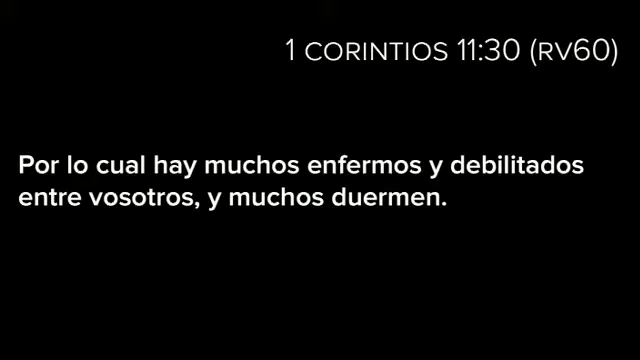 1 CORINTIOS 11:30 (RV60)
Por lo cual hay muchos enfermos y debilitados
entre vosotros, y muchos duermen.